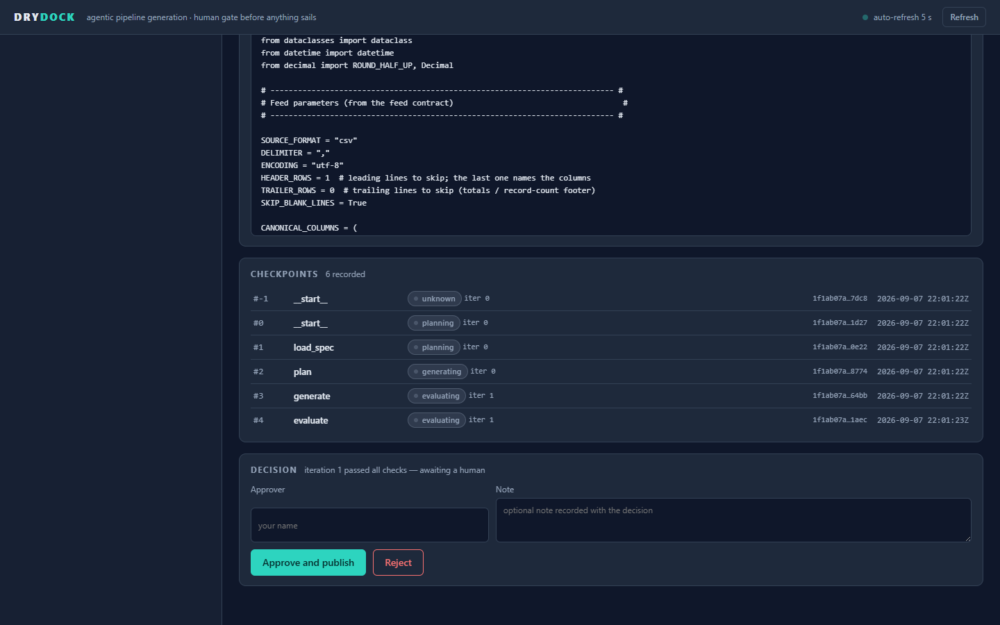 DRYDOCK agentic pipeline generation · human gate before anything sails auto-refresh 5 s Refresh
from dataclasses import dataclass
from datetime import datetime
from decimal import ROUND_HALF_UP, Decimal
# --------------------------------------------------------------------------- #
# Feed parameters (from the feed contract) #
# --------------------------------------------------------------------------- #
SOURCE_FORMAT = "csv"
DELIMITER = ","
ENCODING = "utf-8"
HEADER_ROWS = 1 # leading lines to skip; the last one names the columns
TRAILER_ROWS = 0 # trailing lines to skip (totals / record-count footer)
SKIP_BLANK_LINES = True
CANONICAL_COLUMNS = (
CHECKPOINTS 6 recorded
#-1 __start__ unknown iter 0 1f1ab07a…7dc8 2026-09-07 22:01:22Z
#0 __start__ planning iter 0 1f1ab07a…1d27 2026-09-07 22:01:22Z
#1 load_spec planning iter 0 1f1ab07a…0e22 2026-09-07 22:01:22Z
#2 plan generating iter 0 1f1ab07a…8774 2026-09-07 22:01:22Z
#3 generate evaluating iter 1 1f1ab07a…64bb 2026-09-07 22:01:22Z
#4 evaluate evaluating iter 1 1f1ab07a…1aec 2026-09-07 22:01:23Z
DECISION iteration 1 passed all checks — awaiting a human
Approver Note
your name
optional note recorded with the decision
Approve and publish Reject